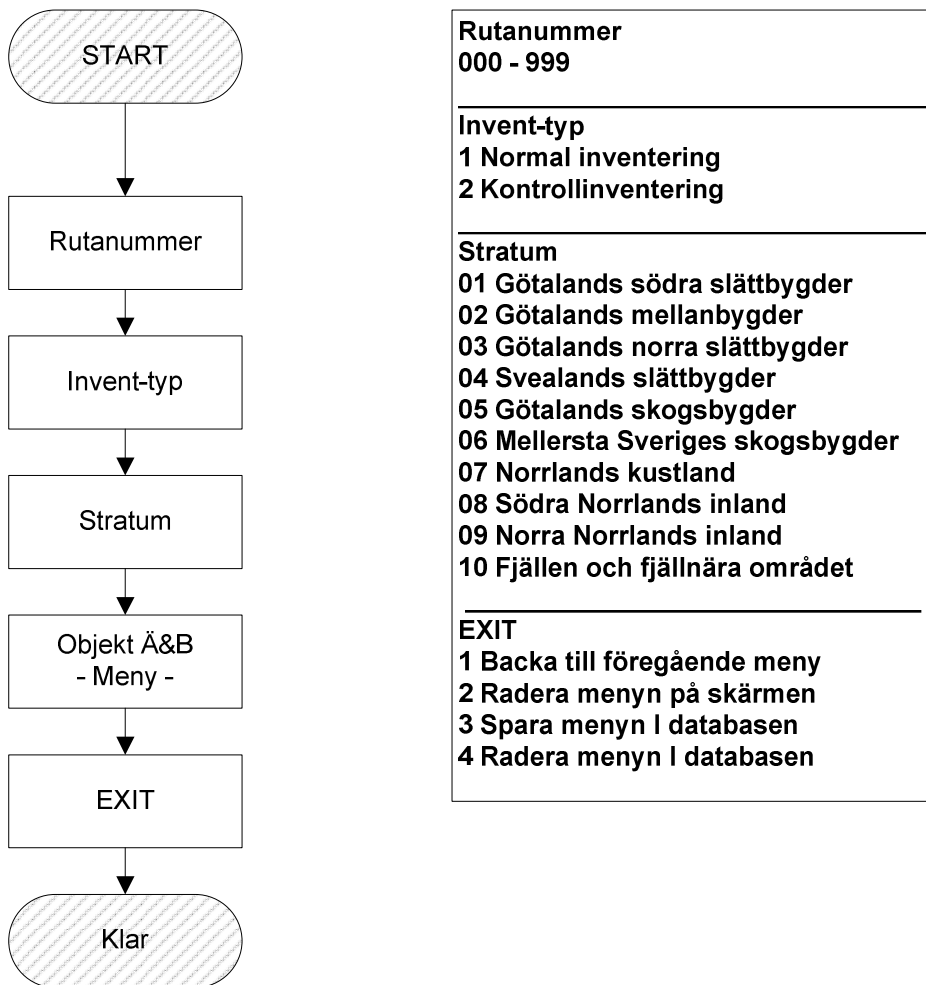 START
Rutanummer
Invent-typ
Stratum
Objekt Ä&B
- Meny -
EXIT
Klar
Rutanummer
000 - 999
Invent-typ
1 Normal inventering
2 Kontrollinventering
Stratum
01 Götalands södra slättbygder
02 Götalands mellanbygder
03 Götalands norra slättbygder
04 Svealands slättbygder
05 Götalands skogsbygder
06 Mellersta Sveriges skogsbygder
07 Norrlands kustland
08 Södra Norrlands inland
09 Norra Norrlands inland
10 Fjällen och fjällnära området
EXIT
1 Backa till föregående meny
2 Radera menyn på skärmen
3 Spara menyn I databasen
4 Radera menyn I databasen